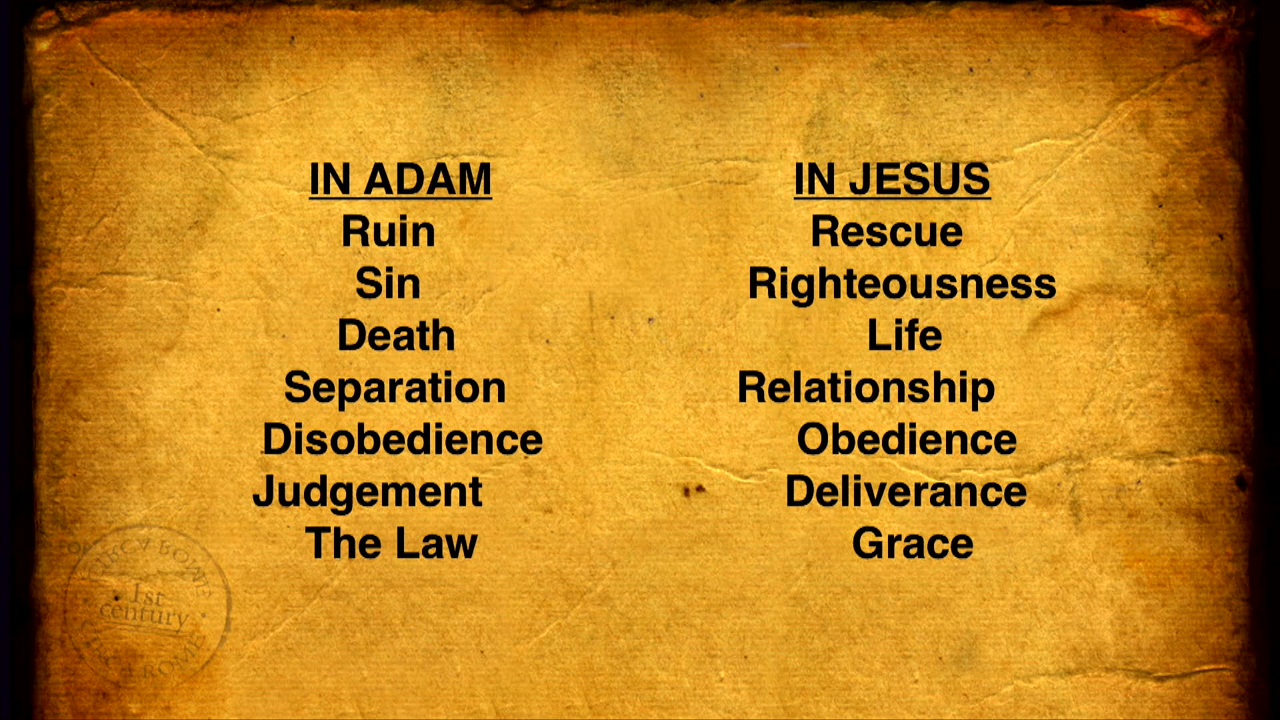 IN ADAM IN JESUS
Ruin Rescue
Sin Righteousness
Death Life
Separation Relationship
Disobedience Obedience
Judgement Deliverance
The Law Grace
1st
century